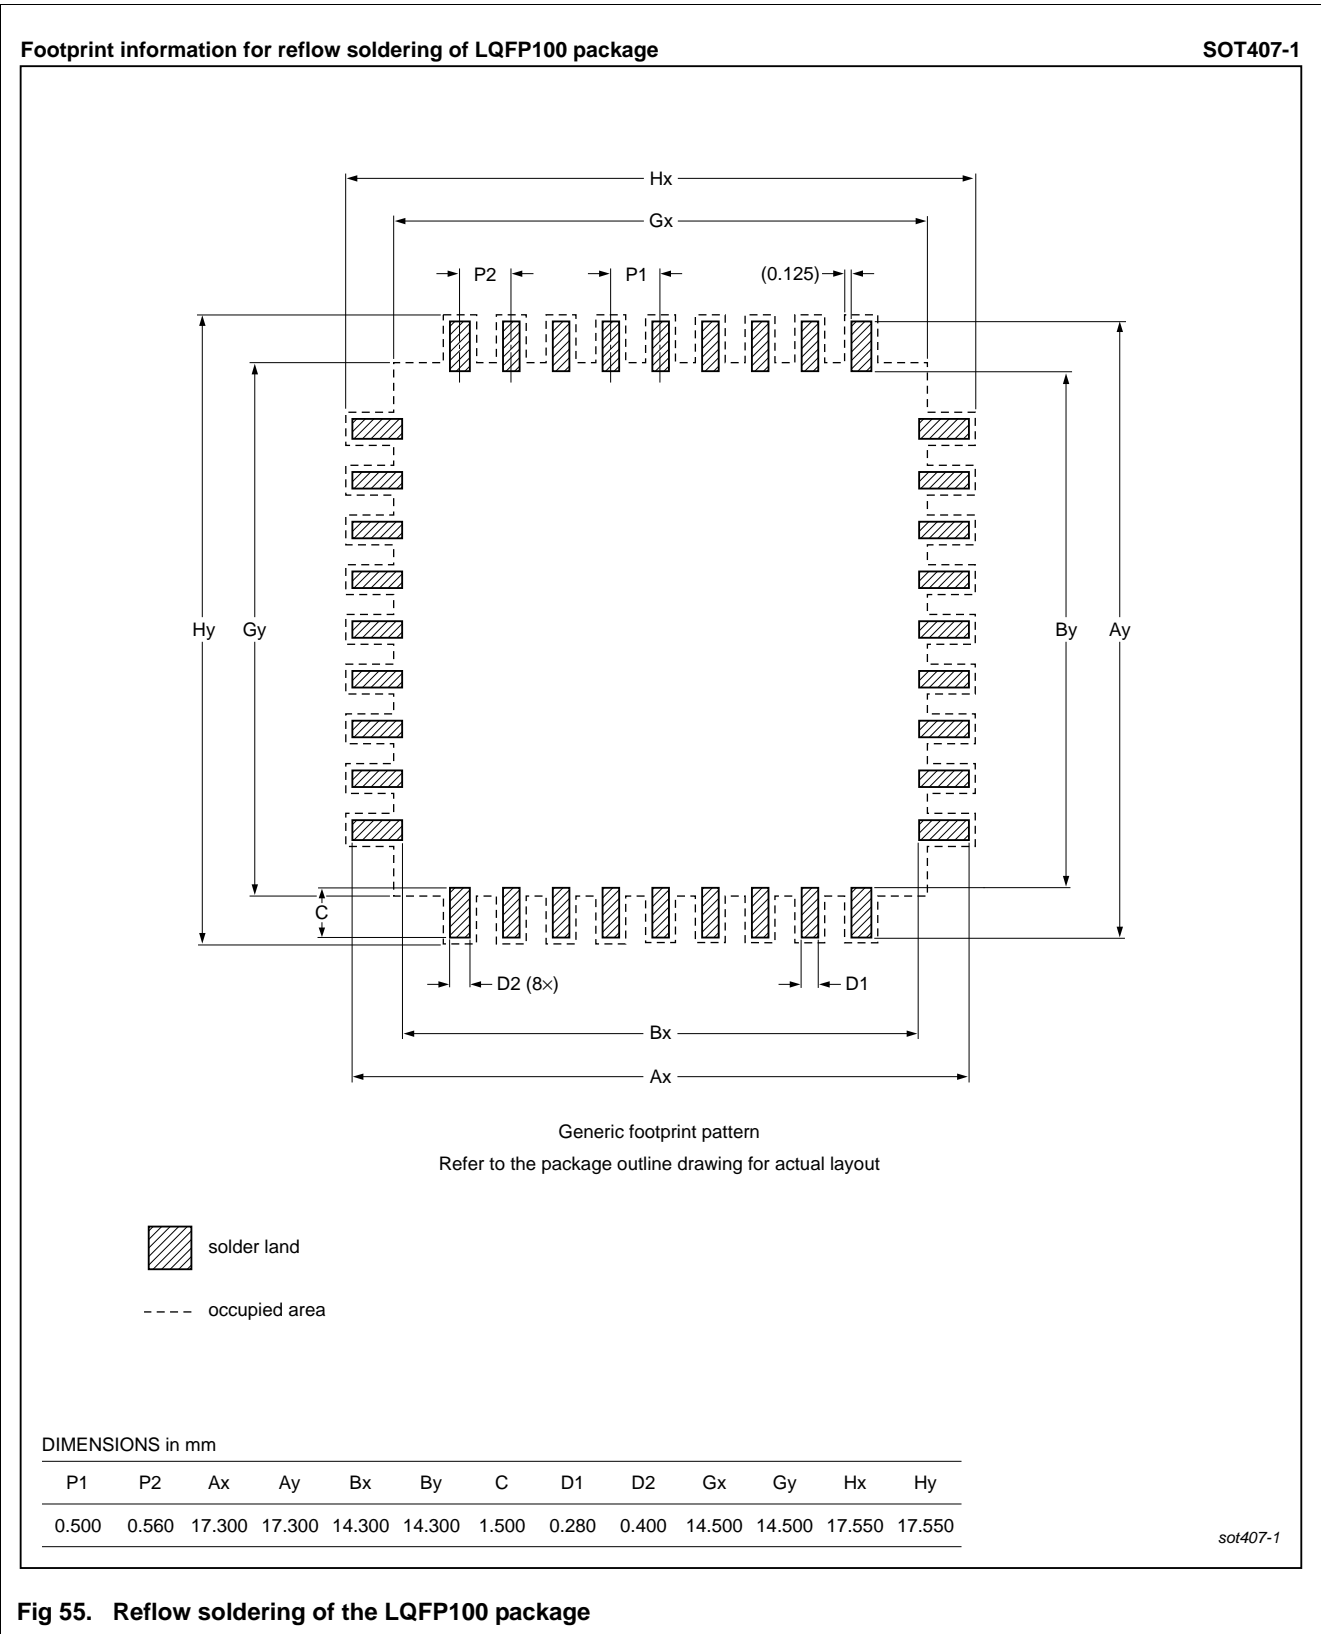 Footprint information for reflow soldering of LQFP100 package SOT407-1
Hx
Gx
P2 P1 (0.125)
Hy Gy By Ay
C
D2 (8×) D1
Bx
Ax
Generic footprint pattern
Refer to the package outline drawing for actual layout
solder land
occupied area
DIMENSIONS in mm
P1 P2 Ax Ay Bx By C D1 D2 Gx Gy Hx Hy
0.500 0.560 17.300 17.300 14.300 14.300 1.500 0.280 0.400 14.500 14.500 17.550 17.550
sot407-1
Fig 55. Reflow soldering of the LQFP100 package